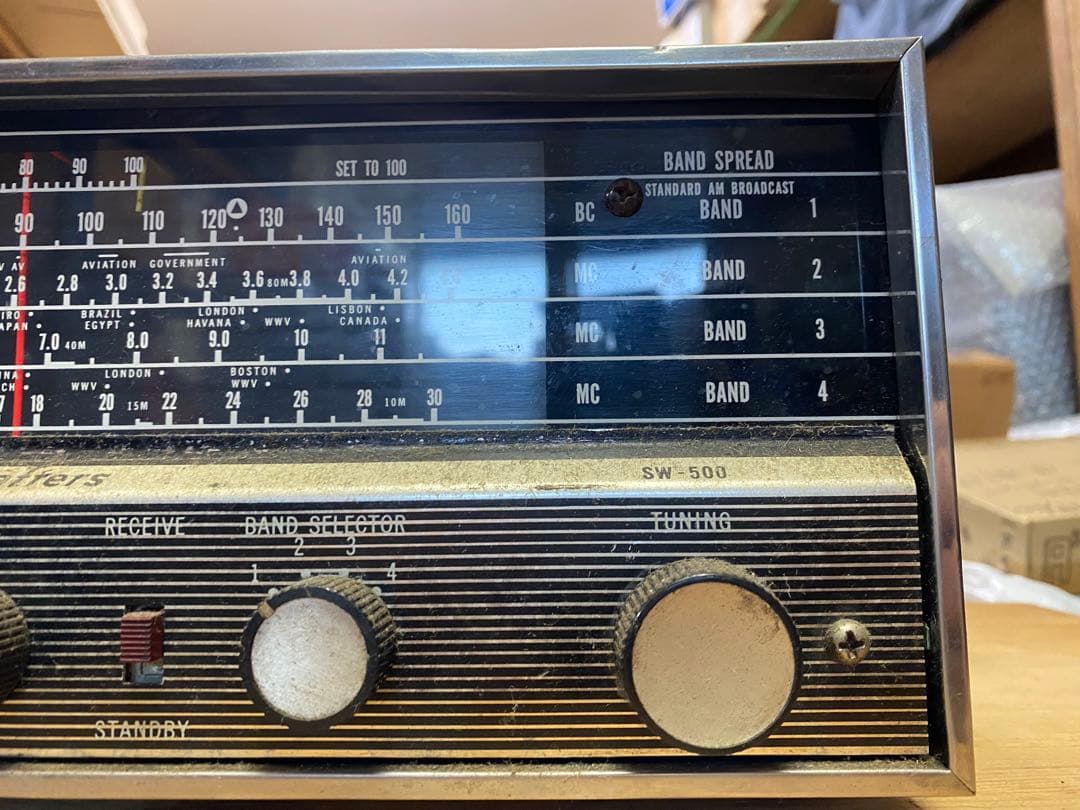 80 90 100 SET TO 100 BAND SPREAD
STANDARD AM BROADCAST
90 100 110 120 130 140 150 160 BC BAND 1
AV AVIATION GOVERNMENT AVIATION
2.6 2.8 3.0 3.2 3.4 3.6 80M 3.8 4.0 4.2 MC BAND 2
BRAZIL LONDON LISBON
EGYPT HAVANA WWV CANADA
7.0 40M 8.0 9.0 10 11 MC BAND 3
LONDON BOSTON
WWV WWV
18 20 15M 22 24 26 28 10M 30 MC BAND 4
SW-500
RECEIVE BAND SELECTOR TUNING
2 3
1 4
STANDBY